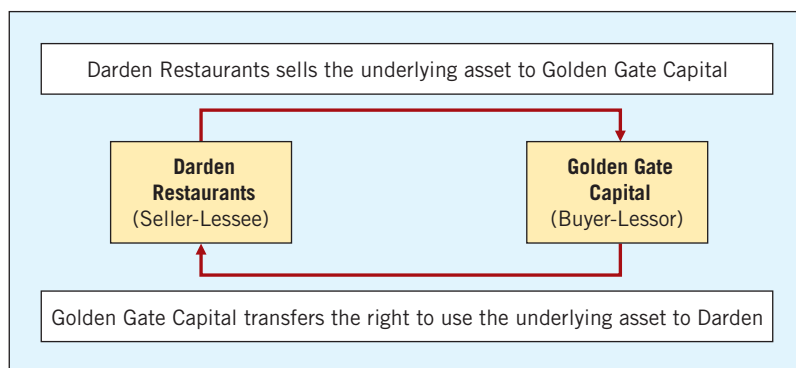 Darden Restaurants sells the underlying asset to Golden Gate Capital
Darden
Restaurants
(Seller-Lessee)
Golden Gate
Capital
(Buyer-Lessor)
Golden Gate Capital transfers the right to use the underlying asset to Darden